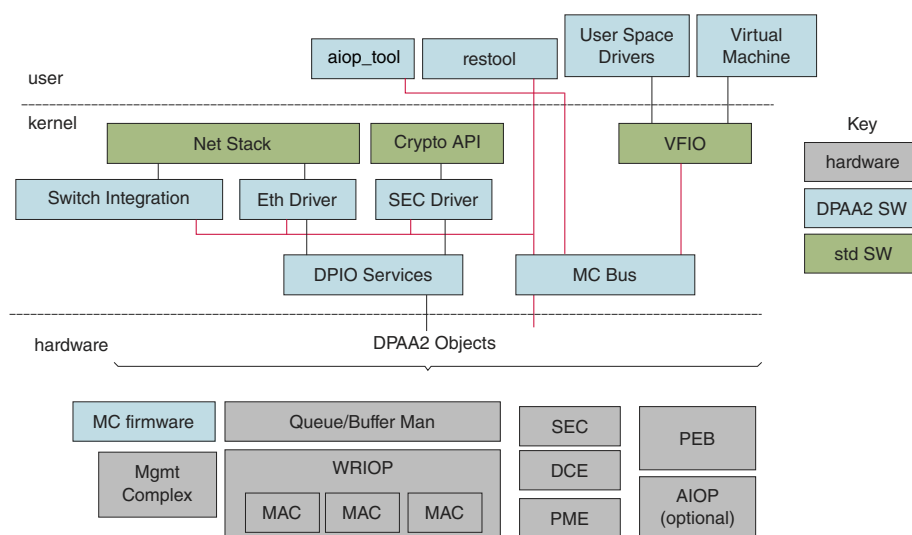 user
aiop_tool
restool
User Space
Drivers
Virtual
Machine
kernel
Net Stack
Crypto API
VFIO
Key
hardware
DPAA2 SW
std SW
Switch Integration
Eth Driver
SEC Driver
DPIO Services
MC Bus
hardware
DPAA2 Objects
MC firmware
Queue/Buffer Man
SEC
PEB
Mgmt
Complex
WRIOP
DCE
MAC
MAC
MAC
PME
AIOP
(optional)